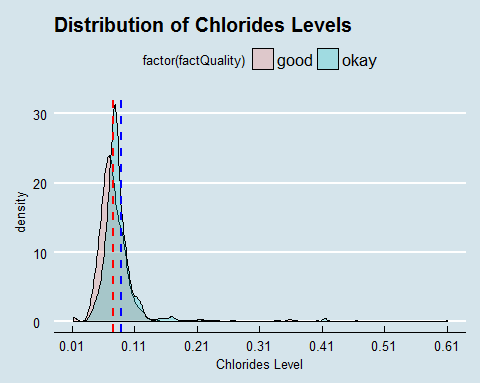 Distribution of Chlorides Levels
factor(factQuality) good okay
30
20
10
0
density
0.01 0.11 0.21 0.31 0.41 0.51 0.61
Chlorides Level